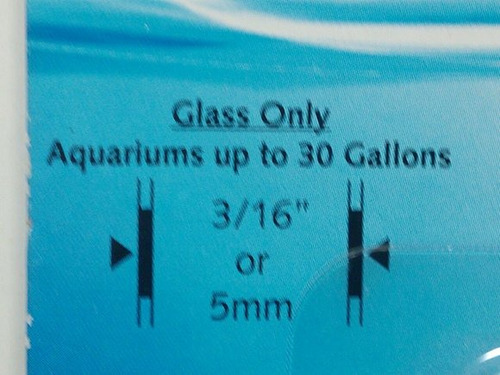 Glass Only
Aquariums up to 30 Gallons
3/16"
or
5mm